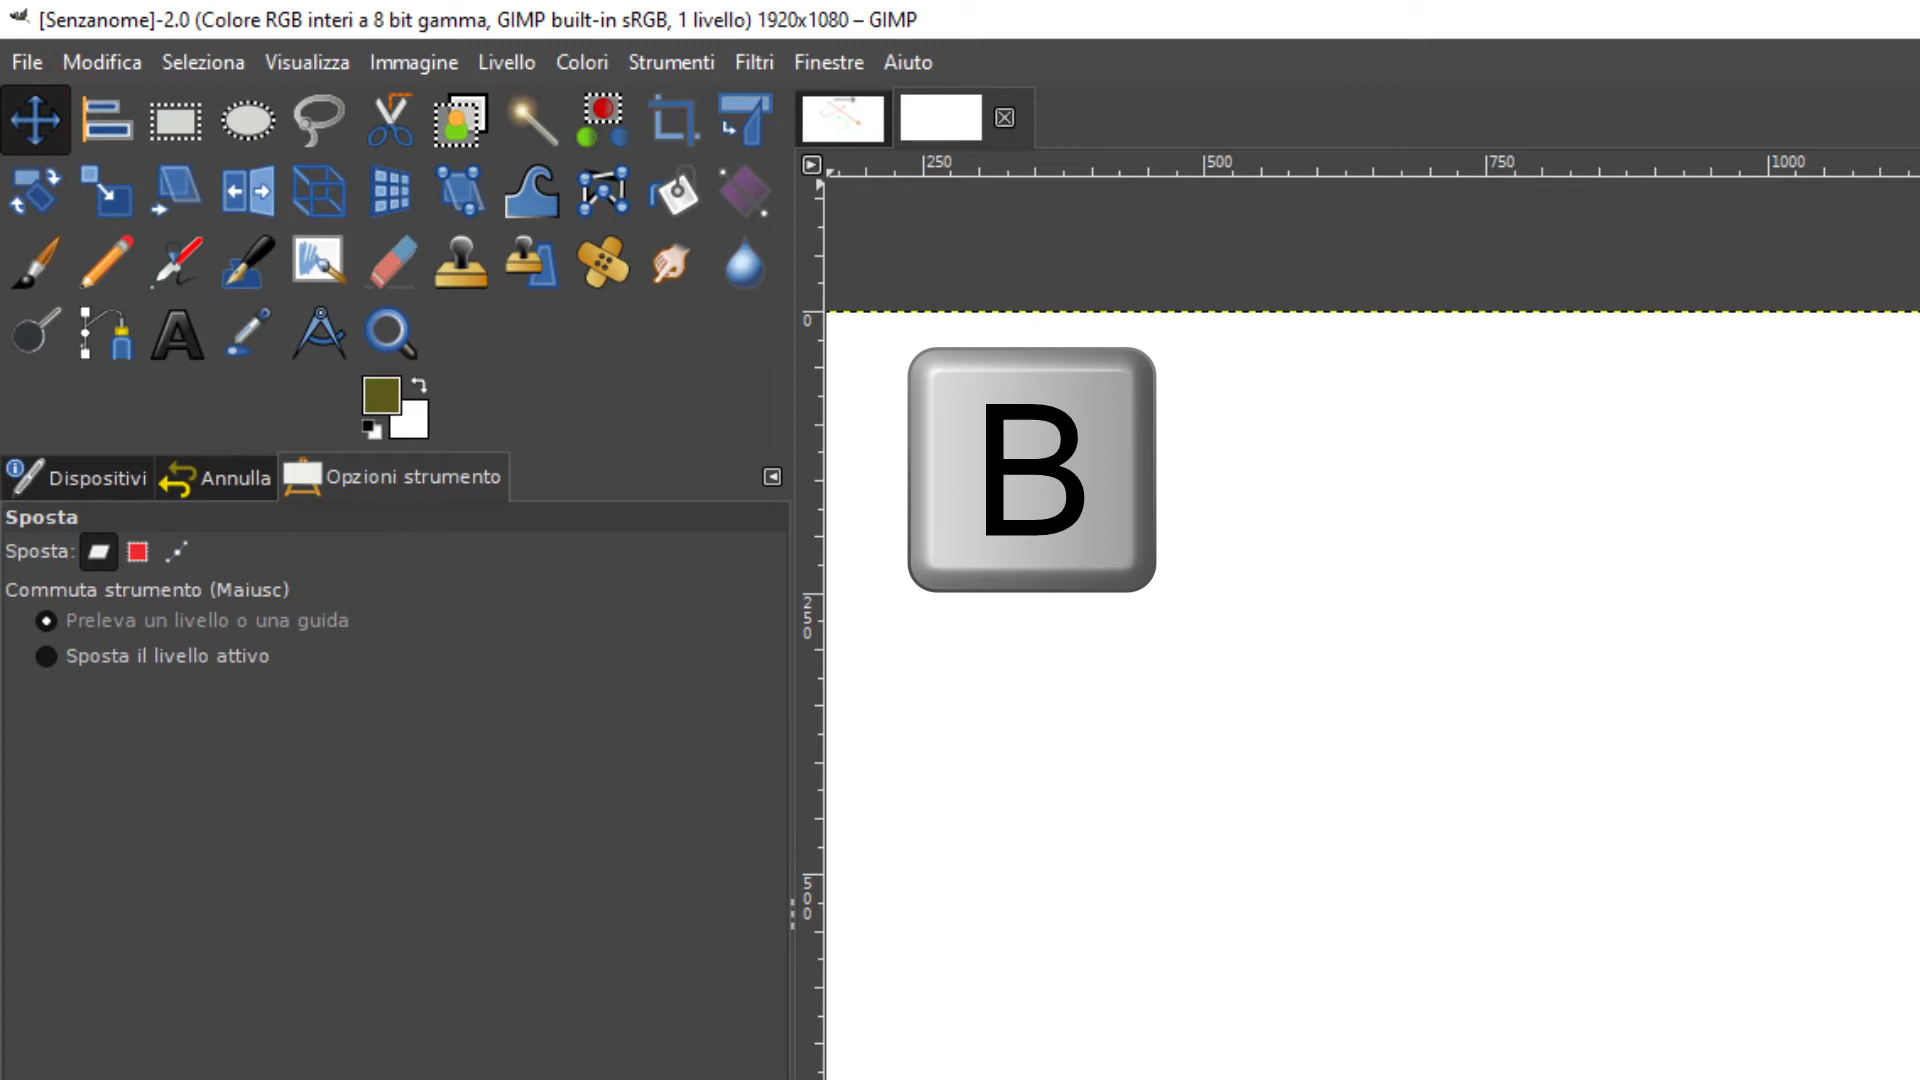 [Senzanome]-2.0 (Colore RGB interi a 8 bit gamma, GIMP built-in sRGB, 1 livello) 1920x1080 – GIMP
File Modifica Seleziona Visualizza Immagine Livello Colori Strumenti Filtri Finestre Aiuto
250 500 750 1000
0
B
Dispositivi Annulla Opzioni strumento
Sposta
Sposta:
Commuta strumento (Maiusc)
Preleva un livello o una guida
250
Sposta il livello attivo
500